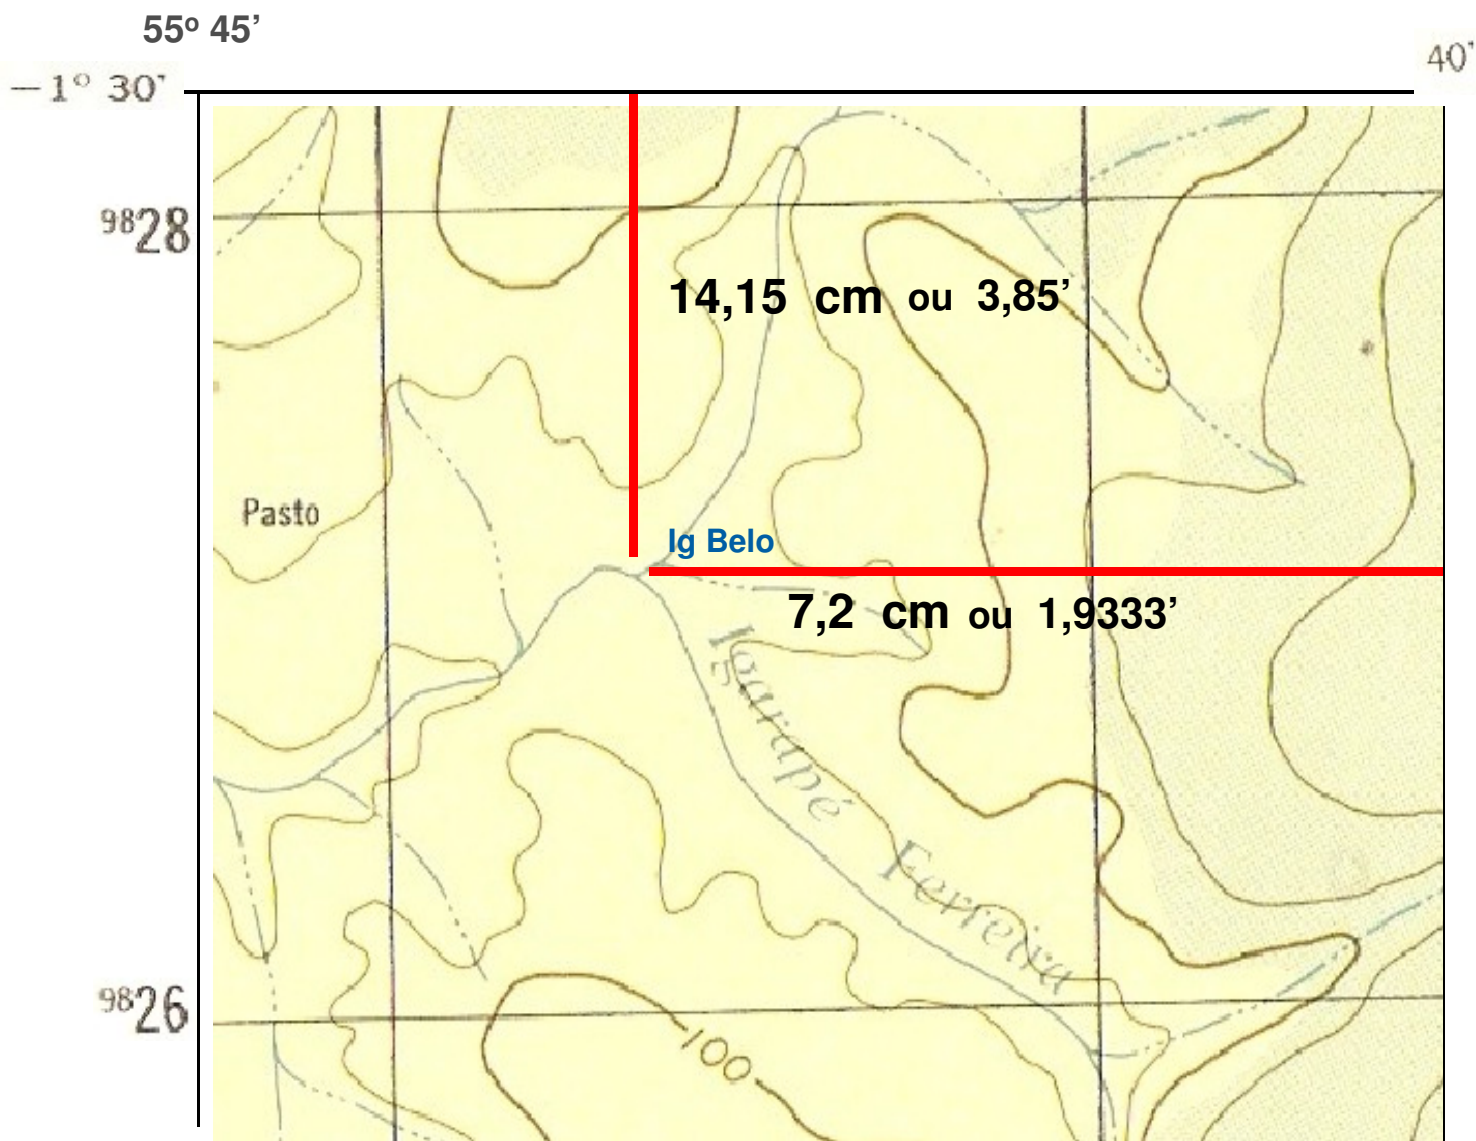 55º 45’
40'
—1º 30'
9828
14,15 cm ou 3,85’
Pasto
Ig Belo
7,2 cm ou 1,9333’
Igarapé Ferreira
9826
100